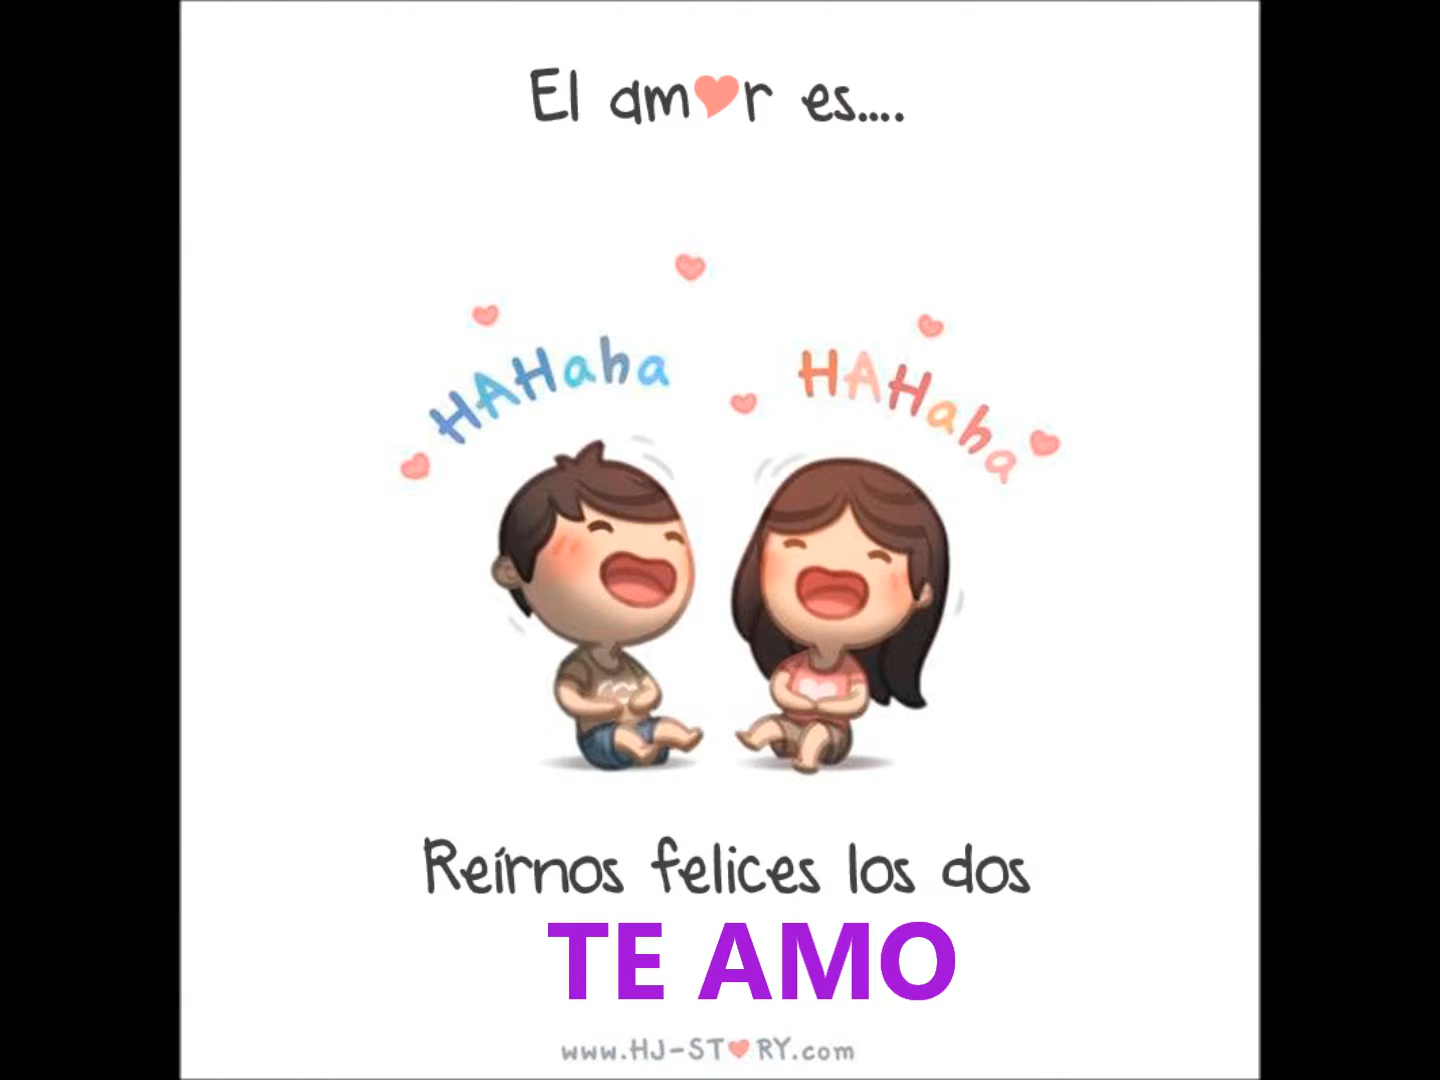 El amor es....
HAHaha HAHaha
Reírnos felices los dos
TE AMO
www.HJ-STORY.com